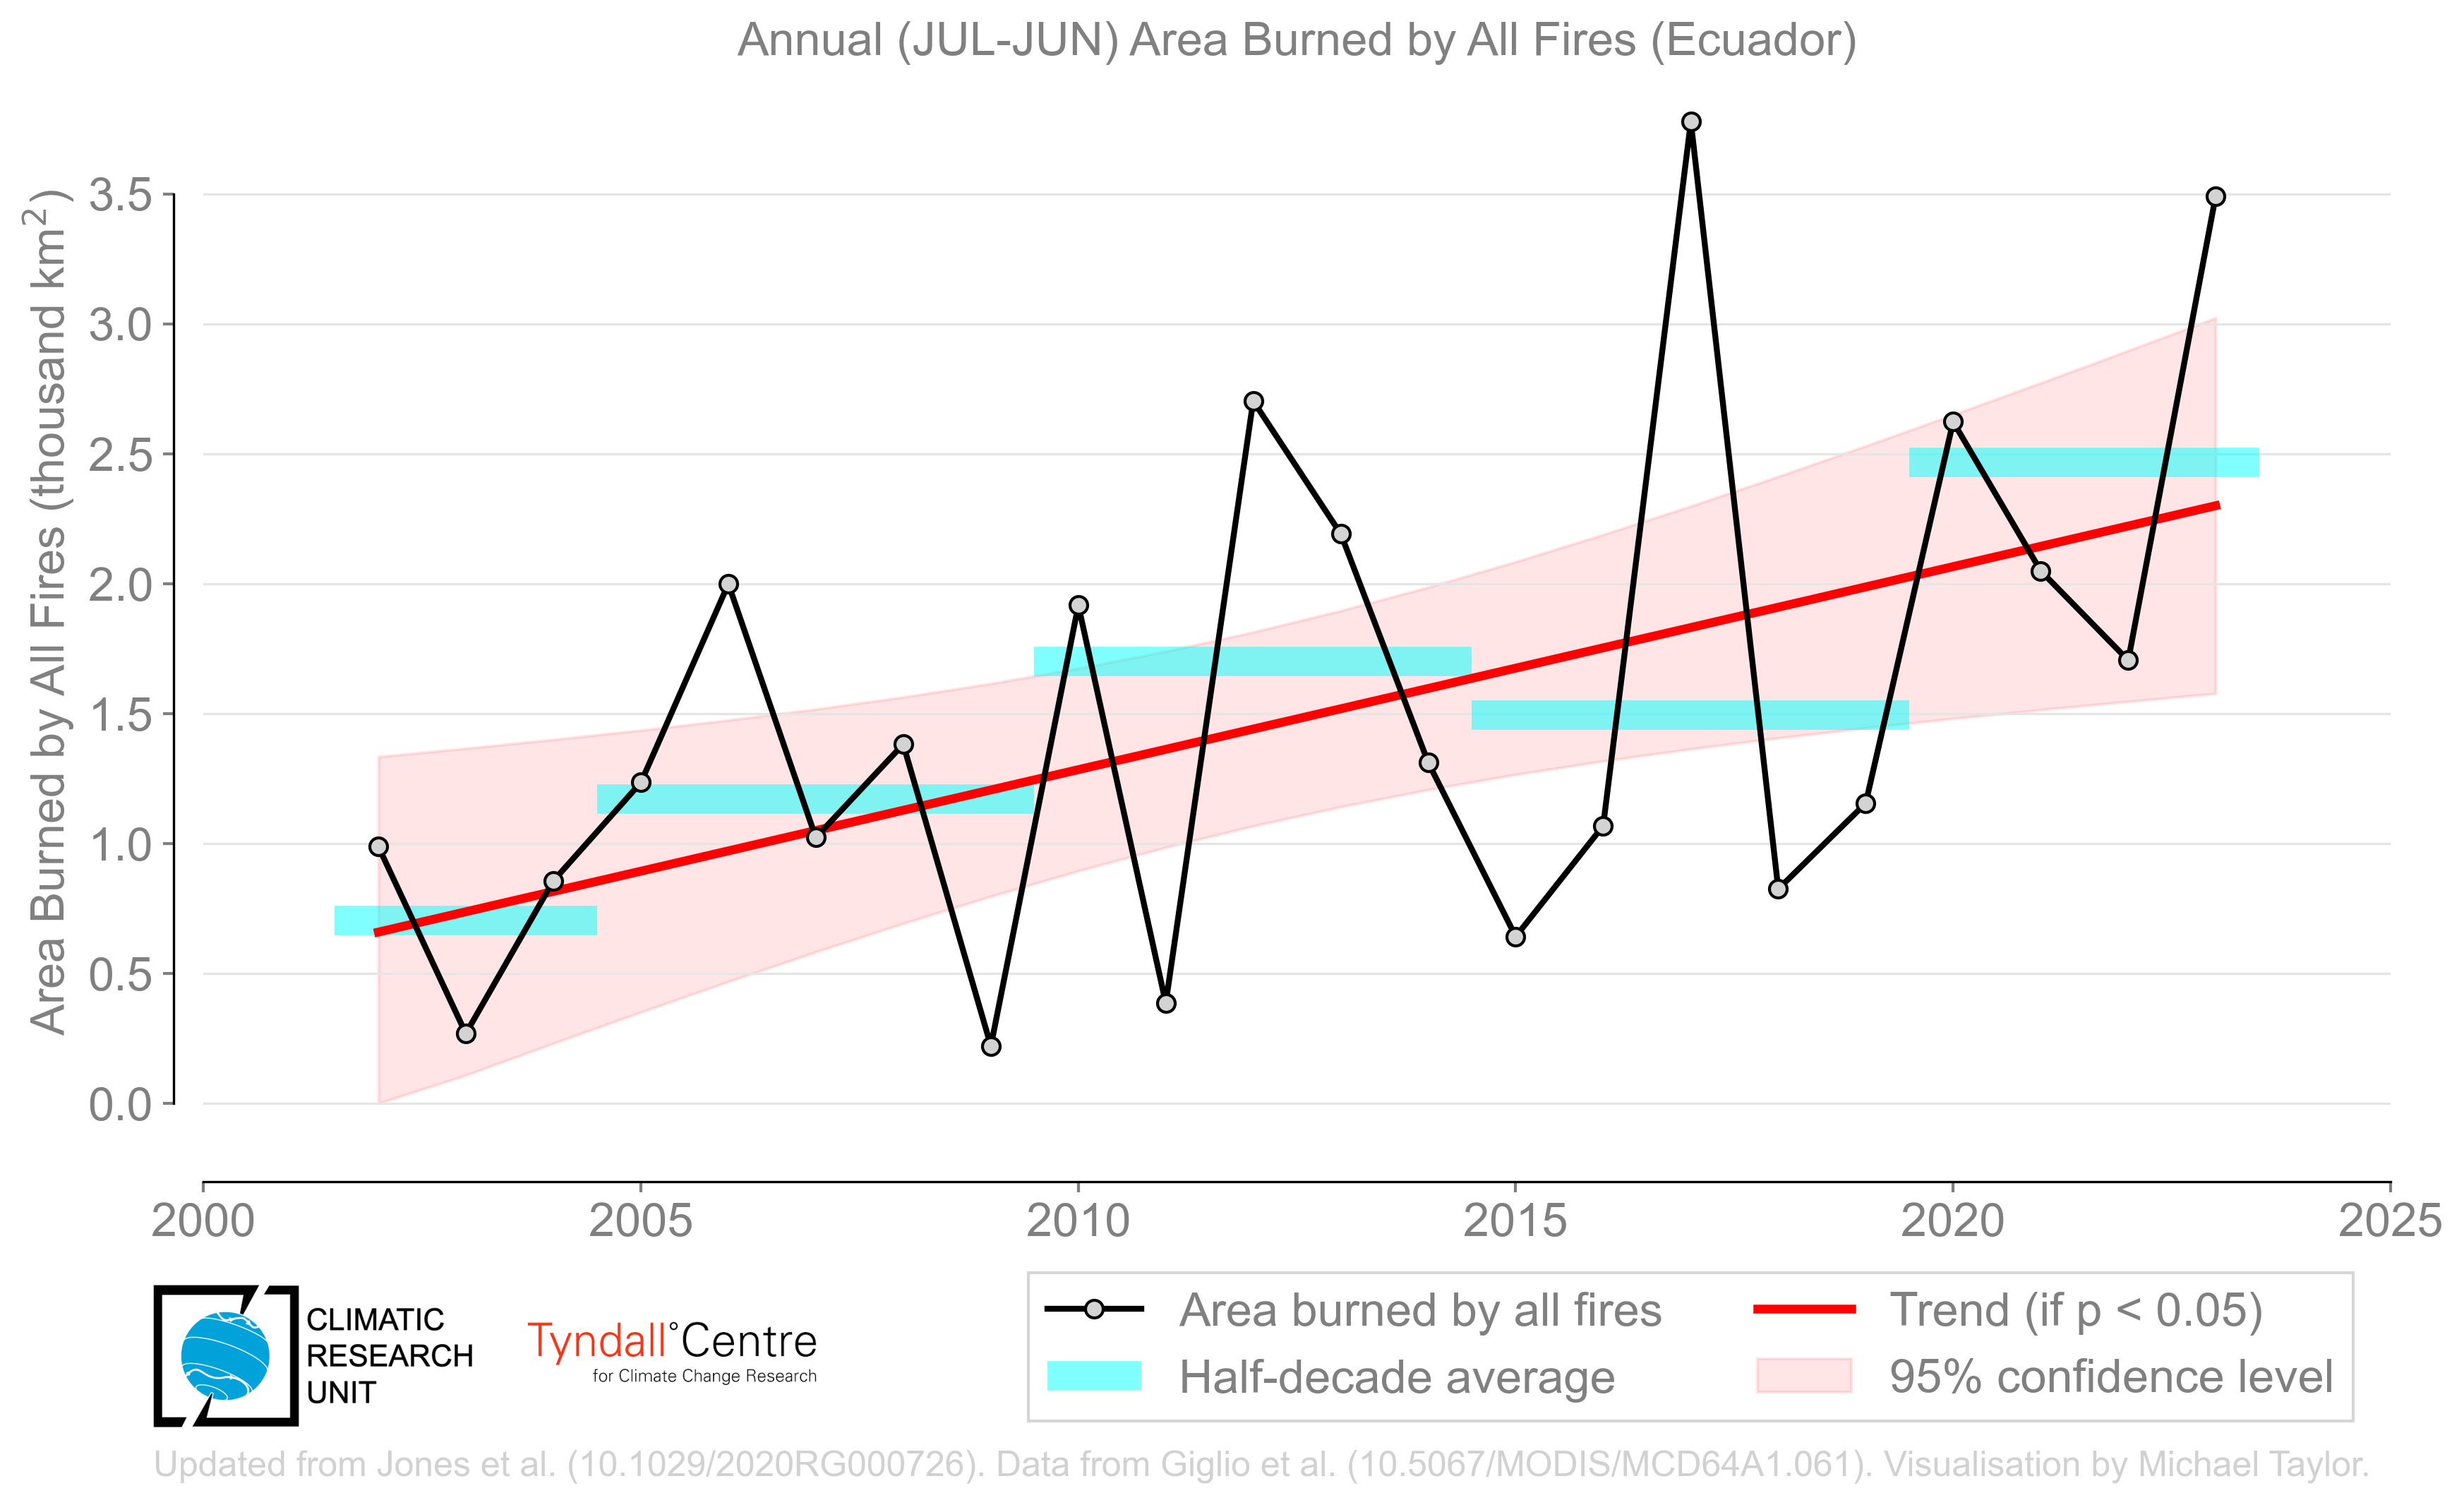 Annual (JUL-JUN) Area Burned by All Fires (Ecuador)
Area Burned by All Fires (thousand km²)
3.5
3.0
2.5
2.0
1.5
1.0
0.5
0.0
2000 2005 2010 2015 2020 2025
CLIMATIC
RESEARCH
UNIT
Tyndall°Centre
for Climate Change Research
Area burned by all fires
Half-decade average
Trend (if p < 0.05)
95% confidence level
Updated from Jones et al. (10.1029/2020RG000726). Data from Giglio et al. (10.5067/MODIS/MCD64A1.061). Visualisation by Michael Taylor.